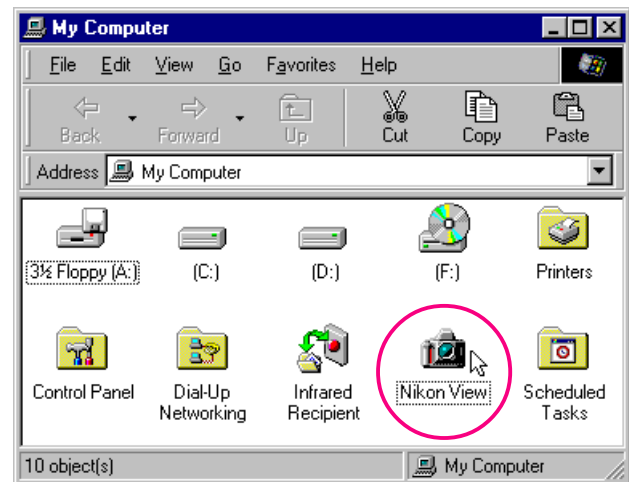 My Computer
File Edit View Go Favorites Help
Back Forward Up Cut Copy Paste
Address My Computer
3½ Floppy (A:) (C:) (D:) (F:) Printers
Control Panel Dial-Up Networking Infrared Recipient Nikon View Scheduled Tasks
10 object(s) My Computer